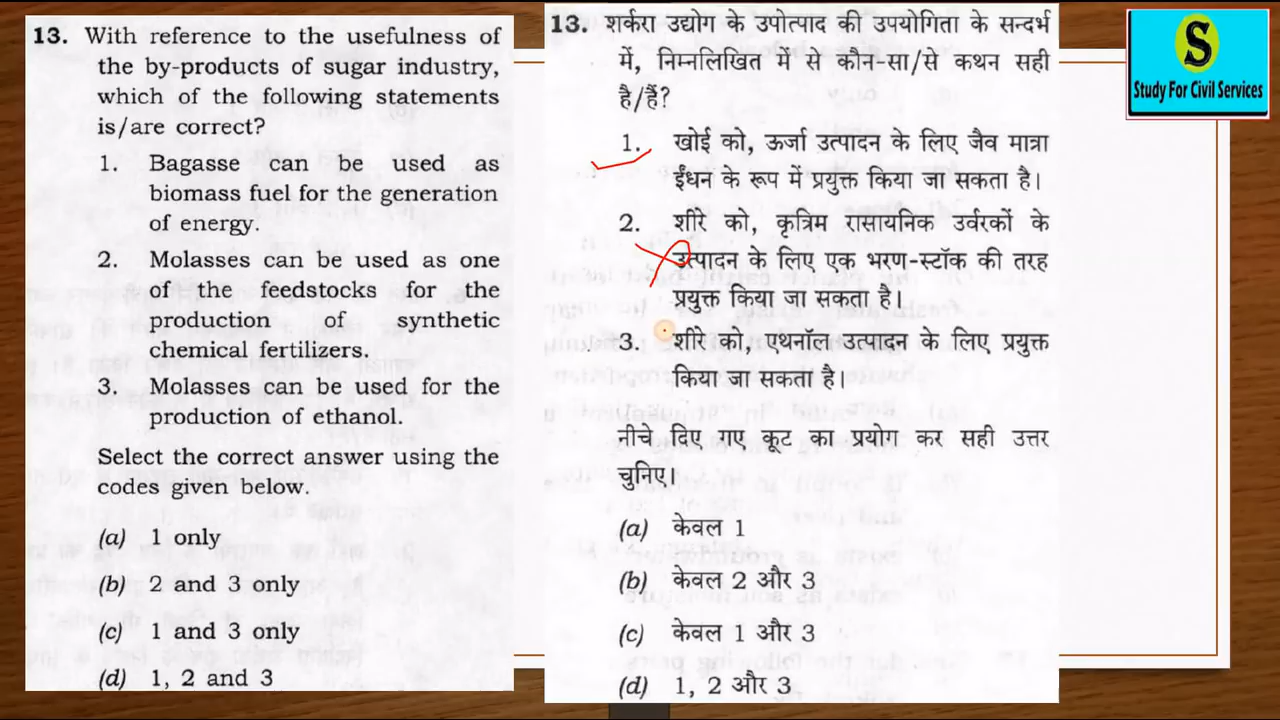 13. With reference to the usefulness of
the by-products of sugar industry,
which of the following statements
is/are correct?
1. Bagasse can be used as
biomass fuel for the generation
of energy.
2. Molasses can be used as one
of the feedstocks for the
production of synthetic
chemical fertilizers.
3. Molasses can be used for the
production of ethanol.
Select the correct answer using the
codes given below.
(a) 1 only
(b) 2 and 3 only
(c) 1 and 3 only
(d) 1, 2 and 3
13. शर्करा उद्योग के उपोत्पाद की उपयोगिता के सन्दर्भ
में, निम्नलिखित में से कौन-सा/से कथन सही
है/हैं?
1. खोई को, ऊर्जा उत्पादन के लिए जैव मात्रा
ईंधन के रूप में प्रयुक्त किया जा सकता है।
2. शीरे को, कृत्रिम रासायनिक उर्वरकों के
उत्पादन के लिए एक भरण-स्टॉक की तरह
प्रयुक्त किया जा सकता है।
3. शीरे को, एथनॉल उत्पादन के लिए प्रयुक्त
किया जा सकता है।
नीचे दिए गए कूट का प्रयोग कर सही उत्तर
चुनिए।
(a) केवल 1
(b) केवल 2 और 3
(c) केवल 1 और 3
(d) 1, 2 और 3
S
Study For Civil Services